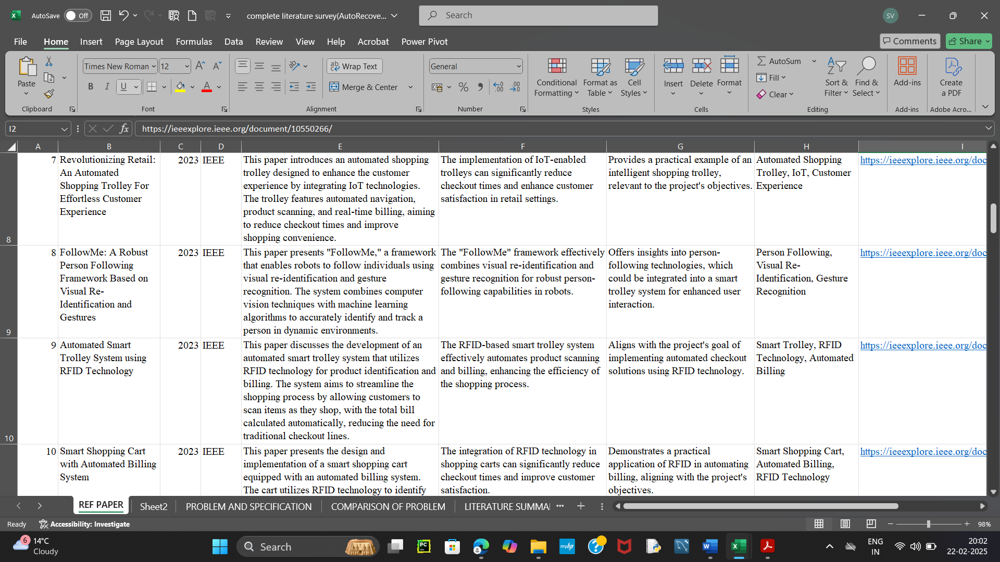 AutoSave Off complete literature survey(AutoRecove... Search SV
File Home Insert Page Layout Formulas Data Review View Help Acrobat Power Pivot Comments Share
Paste
Clipboard
Times New Roman 12
B I U
Font
Wrap Text
Merge & Center
Alignment
General
Number
Conditional Formatting
Format as Table
Cell Styles
Styles
Insert
Delete
Format
Cells
AutoSum
Fill
Clear
Sort & Filter
Find & Select
Editing
Add-ins
Add-ins
Create a PDF
Adobe Acro...
I2 fx https://ieeexplore.ieee.org/document/10550266/
A B C D E F G H I
8
7
Revolutionizing Retail:
An Automated
Shopping Trolley For
Effortless Customer
Experience
2023
IEEE
This paper introduces an automated shopping
trolley designed to enhance the customer
experience by integrating IoT technologies.
The trolley features automated navigation,
product scanning, and real-time billing, aiming
to reduce checkout times and improve
shopping convenience.
The implementation of IoT-enabled
trolleys can significantly reduce
checkout times and enhance customer
satisfaction in retail settings.
Provides a practical example of an
intelligent shopping trolley,
relevant to the project's objectives.
Automated Shopping
Trolley, IoT, Customer
Experience
https://ieeexplore.ieee.org/doc
9
8
FollowMe: A Robust
Person Following
Framework Based on
Visual Re-
Identification and
Gestures
2023
IEEE
This paper presents "FollowMe," a framework
that enables robots to follow individuals using
visual re-identification and gesture
recognition. The system combines computer
vision techniques with machine learning
algorithms to accurately identify and track a
person in dynamic environments.
The "FollowMe" framework effectively
combines visual re-identification and
gesture recognition for robust person-
following capabilities in robots.
Offers insights into person-
following technologies, which
could be integrated into a smart
trolley system for enhanced user
interaction.
Person Following,
Visual Re-
Identification, Gesture
Recognition
https://ieeexplore.ieee.org/doc
10
9
Automated Smart
Trolley System using
RFID Technology
2023
IEEE
This paper discusses the development of an
automated smart trolley system that utilizes
RFID technology for product identification and
billing. The system aims to streamline the
shopping process by allowing customers to
scan items as they shop, with the total bill
calculated automatically, reducing the need for
traditional checkout lines.
The RFID-based smart trolley system
effectively automates product scanning
and billing, enhancing the efficiency of
the shopping process.
Aligns with the project's goal of
implementing automated checkout
solutions using RFID technology.
Smart Trolley, RFID
Technology, Automated
Billing
https://ieeexplore.ieee.org/doc
10
Smart Shopping Cart
with Automated Billing
System
2023
IEEE
This paper presents the design and
implementation of a smart shopping cart
equipped with an automated billing system.
The cart utilizes RFID technology to identify
The integration of RFID technology in
shopping carts can significantly reduce
checkout times and improve customer
satisfaction.
Demonstrates a practical
application of RFID in automating
billing, aligning with the project's
objectives.
Smart Shopping Cart,
Automated Billing,
RFID Technology
https://ieeexplore.ieee.org/doc
REF PAPER Sheet2 PROBLEM AND SPECIFICATION COMPARISON OF PROBLEM LITERATURE SUMMA ...
Ready Accessibility: Investigate 98%
6 14°C
Cloudy
Search
PC
myhp
ENG
IN
20:02
22-02-2025